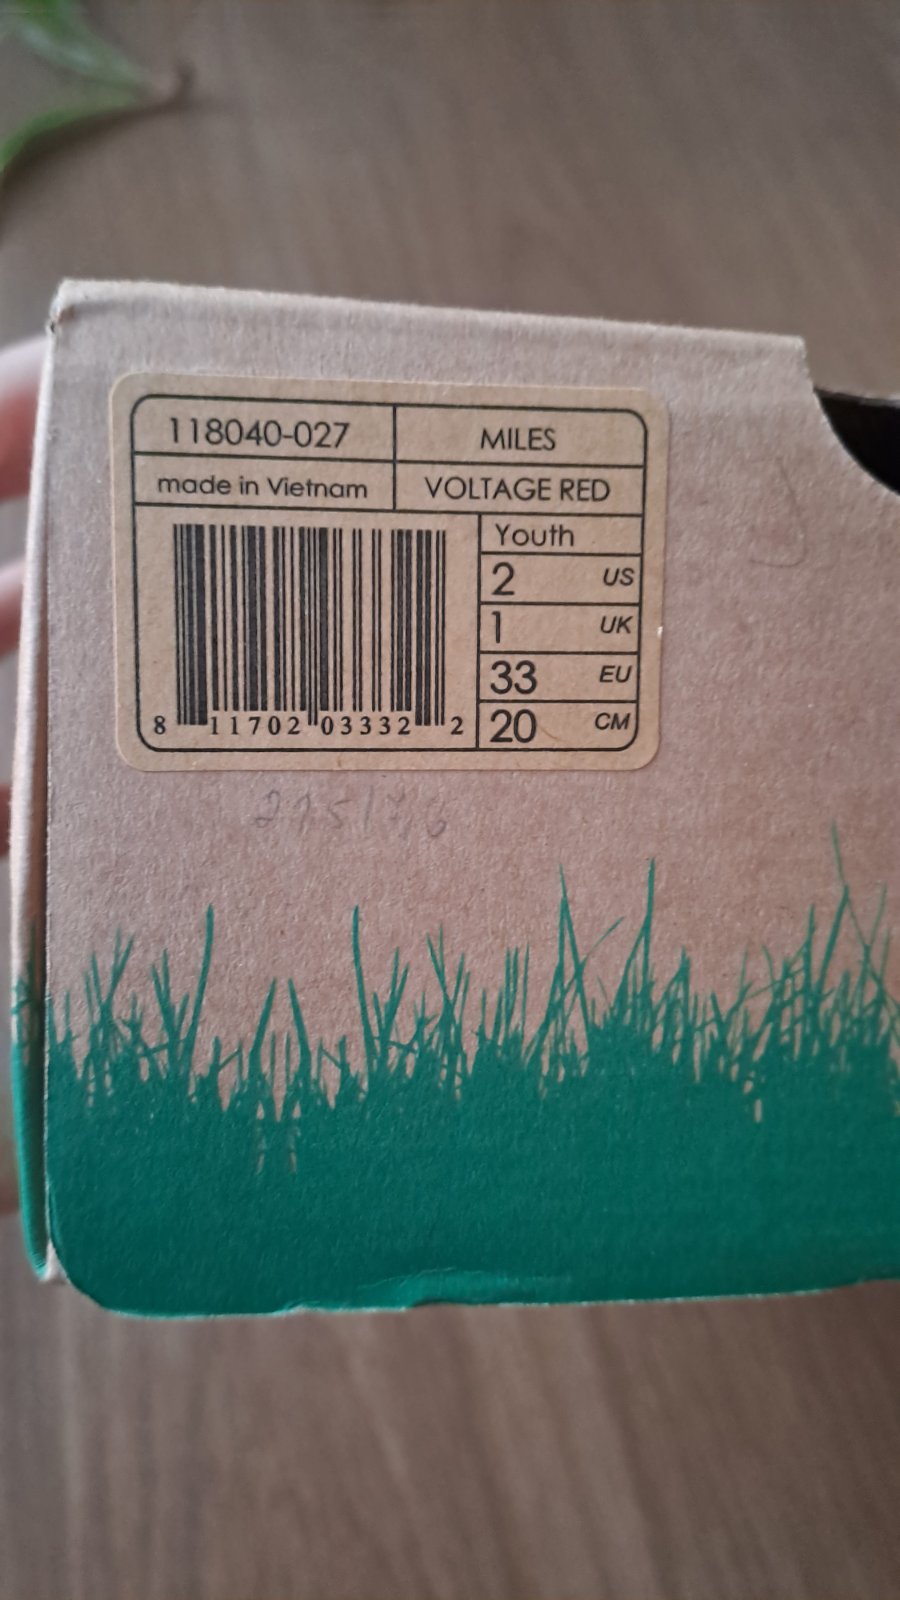 118040-027
MILES
made in Vietnam
VOLTAGE RED
Youth
2 US
1 UK
33 EU
20 CM
8 11702 03332 2